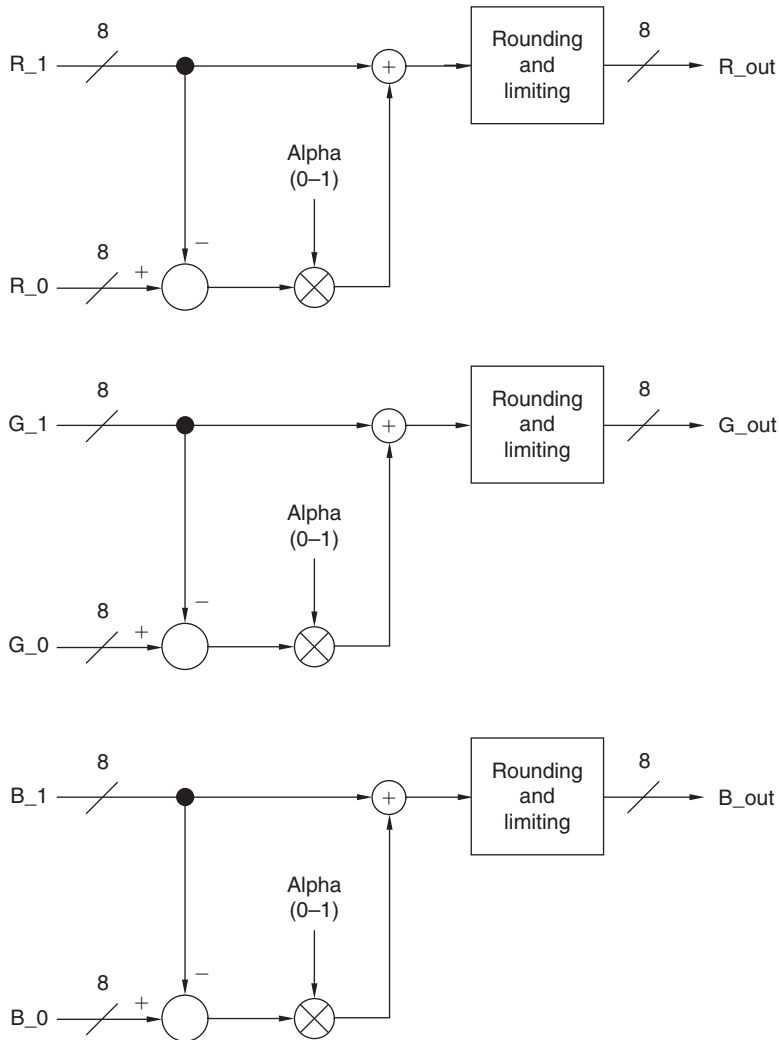 8
8
R_1
+
Rounding
and
limiting
R_out
Alpha
(0–1)
8
+
−
R_0
8
8
G_1
+
Rounding
and
limiting
G_out
Alpha
(0–1)
8
+
−
G_0
8
8
B_1
+
Rounding
and
limiting
B_out
Alpha
(0–1)
8
+
−
B_0